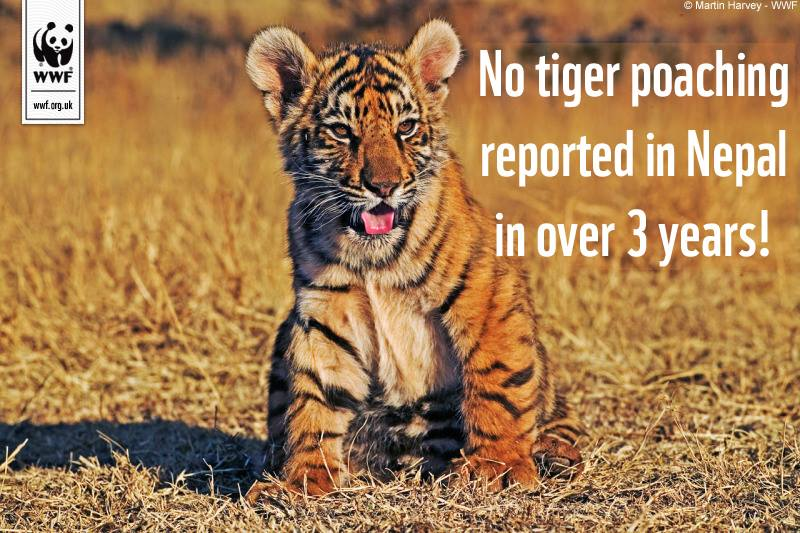 © Martin Harvey - WWF
WWF
wwf.org.uk
No tiger poaching
reported in Nepal
in over 3 years!